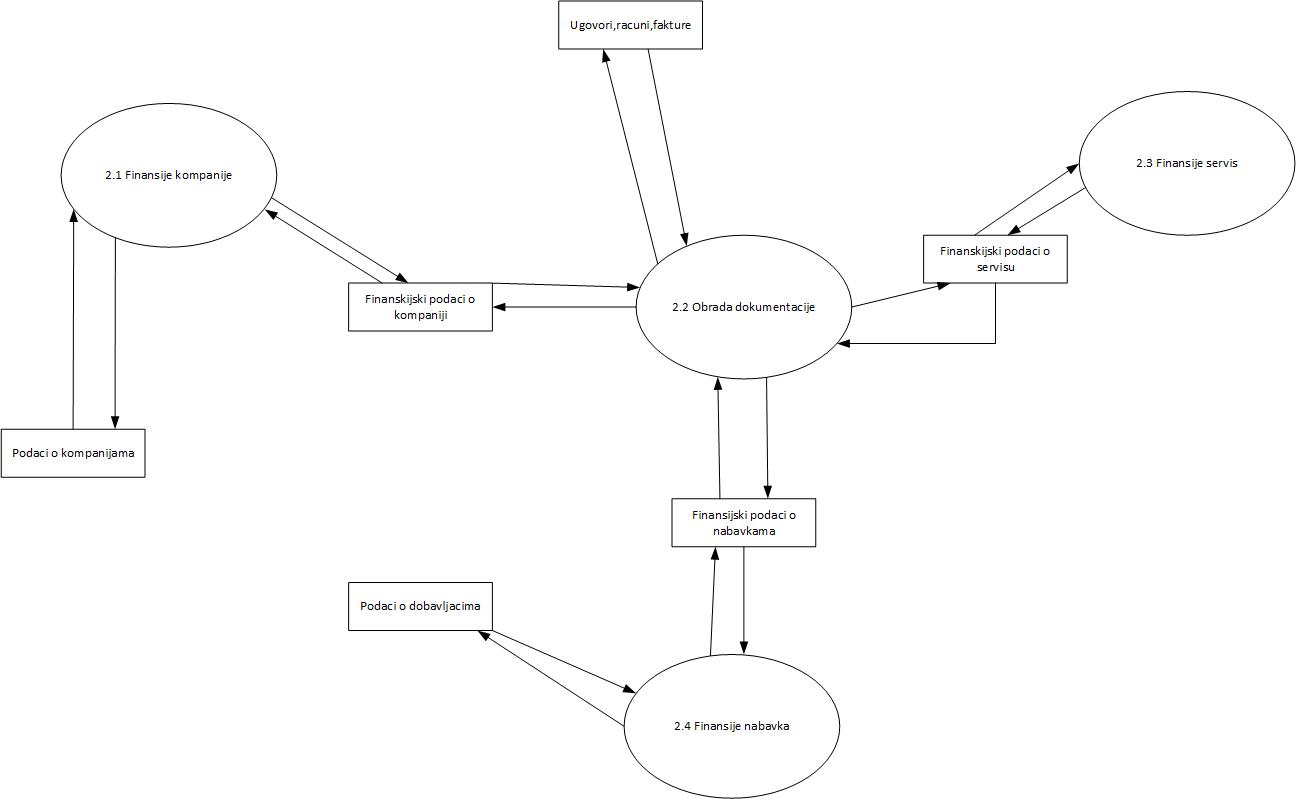 Ugovori,racuni,fakture
2.1 Finansije kompanije
2.3 Finansije servis
Finanskijski podaci o
servisu
Finanskijski podaci o
kompaniji
2.2 Obrada dokumentacije
Podaci o kompanijama
Finansijski podaci o
nabavkama
Podaci o dobavljacima
2.4 Finansije nabavka